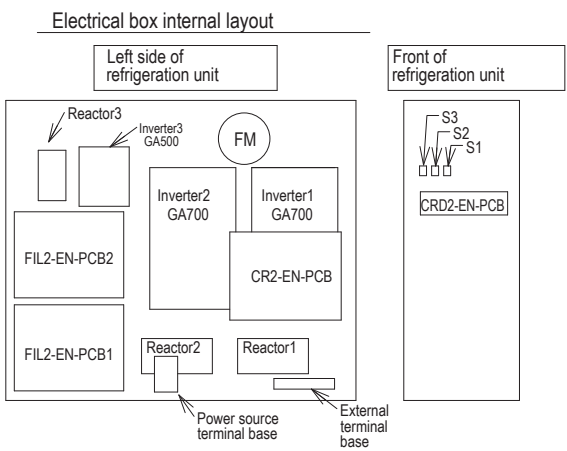 Electrical box internal layout
Left side of
refrigeration unit
Front of
refrigeration unit
Reactor3
Inverter3
GA500
FM
S3
S2
S1
Inverter2
GA700
Inverter1
GA700
CRD2-EN-PCB
FIL2-EN-PCB2
CR2-EN-PCB
FIL2-EN-PCB1
Reactor2
Reactor1
Power source
terminal base
External
terminal
base